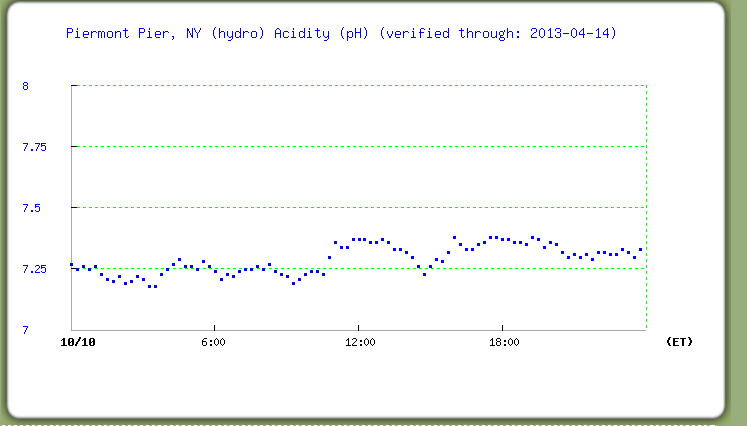 Piermont Pier, NY (hydro) Acidity (pH) (verified through: 2013-04-14)
8
7.75
7.5
7.25
7
10/10 6:00 12:00 18:00 (ET)